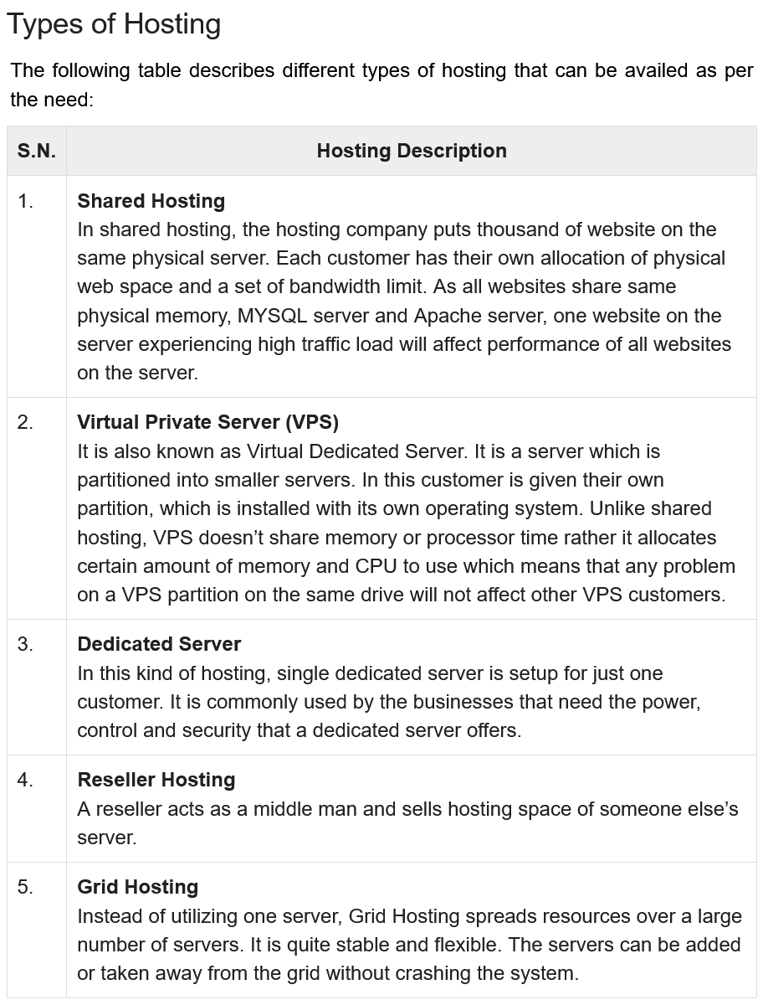 Types of Hosting
The following table describes different types of hosting that can be availed as per
the need:
S.N.
Hosting Description
1.
Shared Hosting
In shared hosting, the hosting company puts thousand of website on the
same physical server. Each customer has their own allocation of physical
web space and a set of bandwidth limit. As all websites share same
physical memory, MYSQL server and Apache server, one website on the
server experiencing high traffic load will affect performance of all websites
on the server.
2.
Virtual Private Server (VPS)
It is also known as Virtual Dedicated Server. It is a server which is
partitioned into smaller servers. In this customer is given their own
partition, which is installed with its own operating system. Unlike shared
hosting, VPS doesn’t share memory or processor time rather it allocates
certain amount of memory and CPU to use which means that any problem
on a VPS partition on the same drive will not affect other VPS customers.
3.
Dedicated Server
In this kind of hosting, single dedicated server is setup for just one
customer. It is commonly used by the businesses that need the power,
control and security that a dedicated server offers.
4.
Reseller Hosting
A reseller acts as a middle man and sells hosting space of someone else’s
server.
5.
Grid Hosting
Instead of utilizing one server, Grid Hosting spreads resources over a large
number of servers. It is quite stable and flexible. The servers can be added
or taken away from the grid without crashing the system.